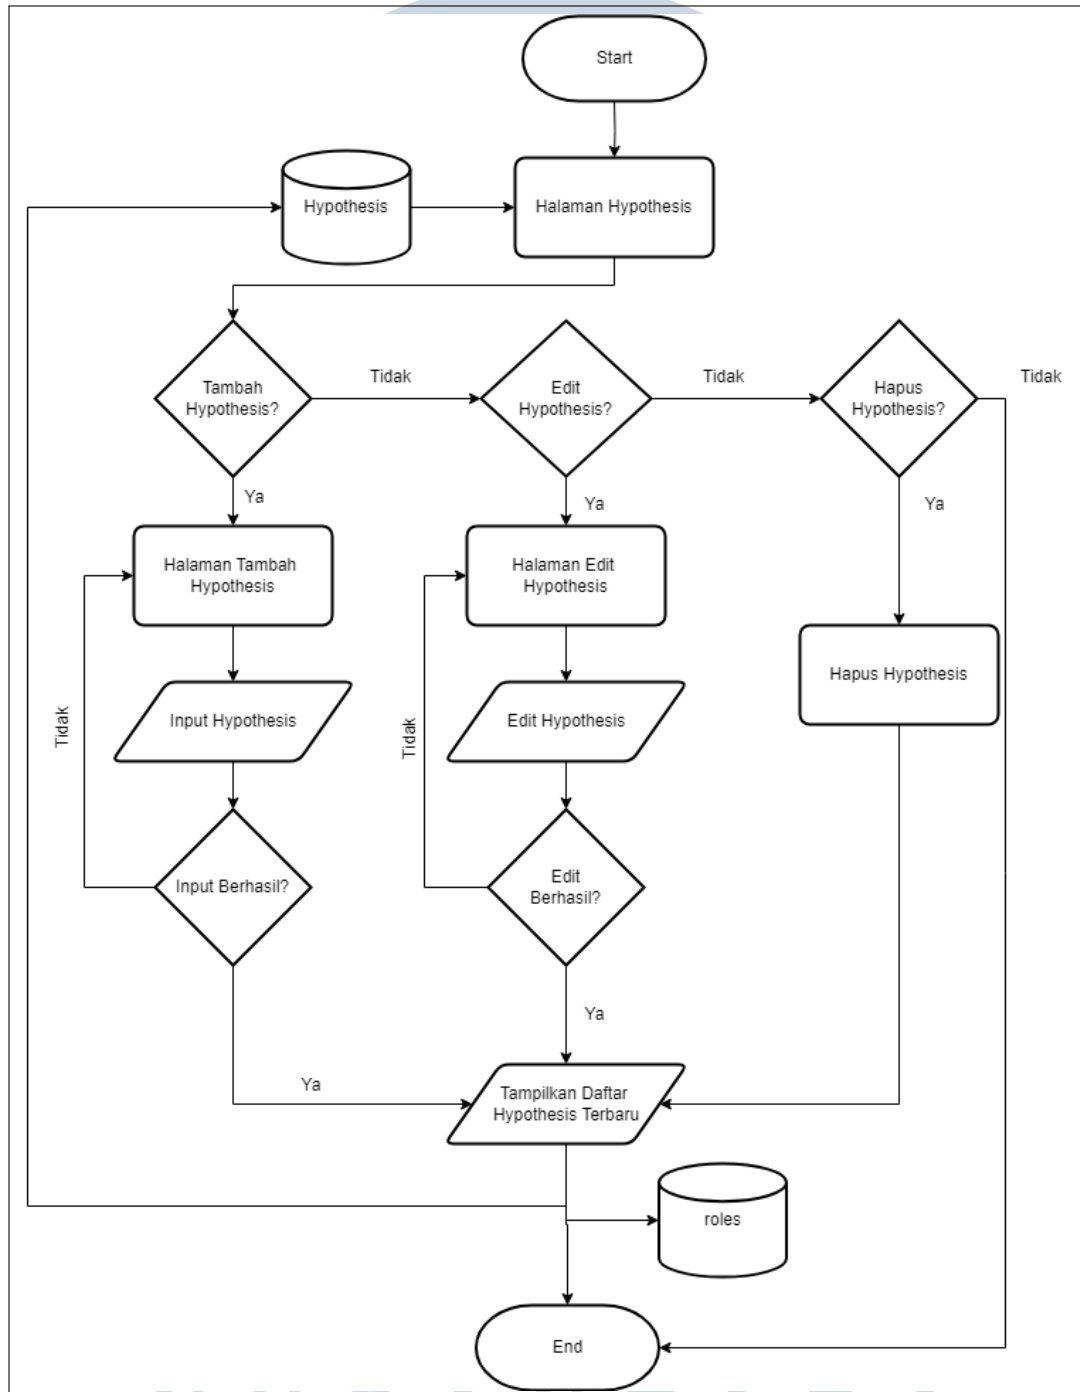 Start
Hypothesis
Halaman Hypothesis
Tambah
Hypothesis?
Tidak
Edit
Hypothesis?
Tidak
Hapus
Hypothesis?
Tidak
Ya
Ya
Ya
Halaman Tambah
Hypothesis
Halaman Edit
Hypothesis
Hapus Hypothesis
Tidak
Input Hypothesis
Tidak
Edit Hypothesis
Input Berhasil?
Edit
Berhasil?
Ya
Ya
Tampilkan Daftar
Hypothesis Terbaru
roles
End